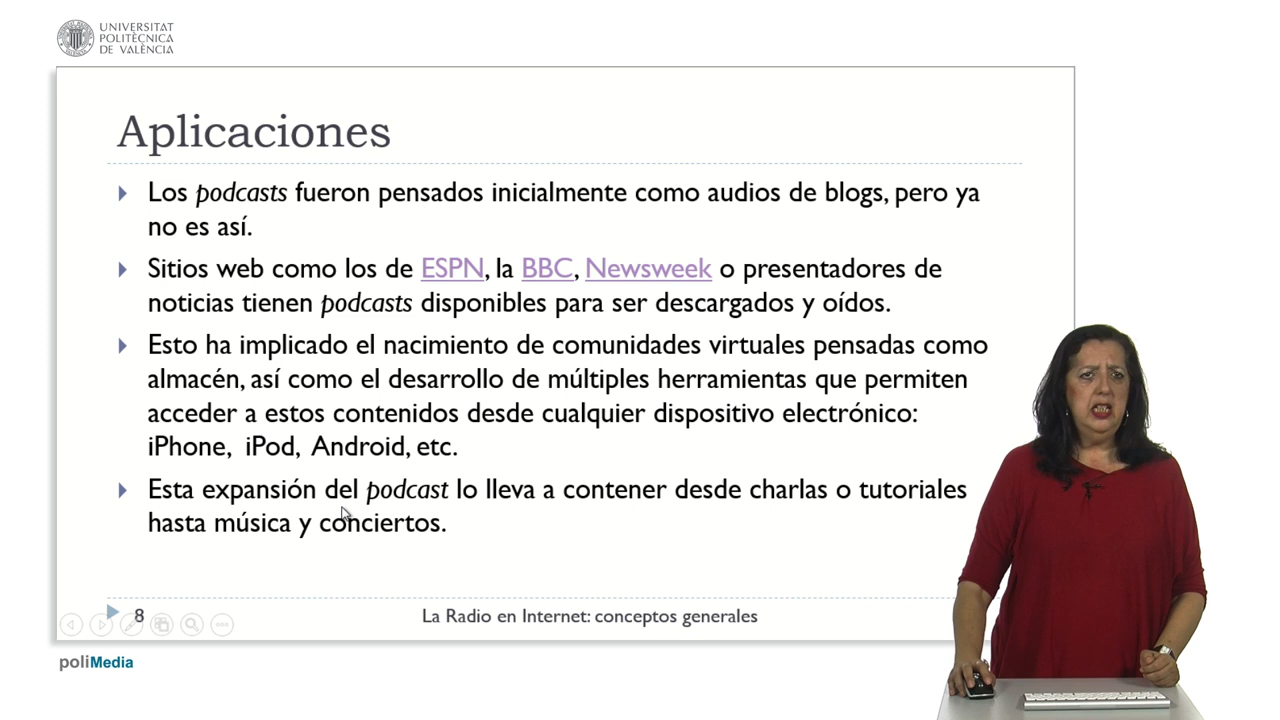 UNIVERSITAT
POLITÈCNICA
DE VALÈNCIA
Aplicaciones
Los podcasts fueron pensados inicialmente como audios de blogs, pero ya
no es así.
Sitios web como los de ESPN, la BBC, Newsweek o presentadores de
noticias tienen podcasts disponibles para ser descargados y oídos.
Esto ha implicado el nacimiento de comunidades virtuales pensadas como
almacén, así como el desarrollo de múltiples herramientas que permiten
acceder a estos contenidos desde cualquier dispositivo electrónico:
iPhone, iPod, Android, etc.
Esta expansión del podcast lo lleva a contener desde charlas o tutoriales
hasta música y conciertos.
8
La Radio en Internet: conceptos generales
poliMedia